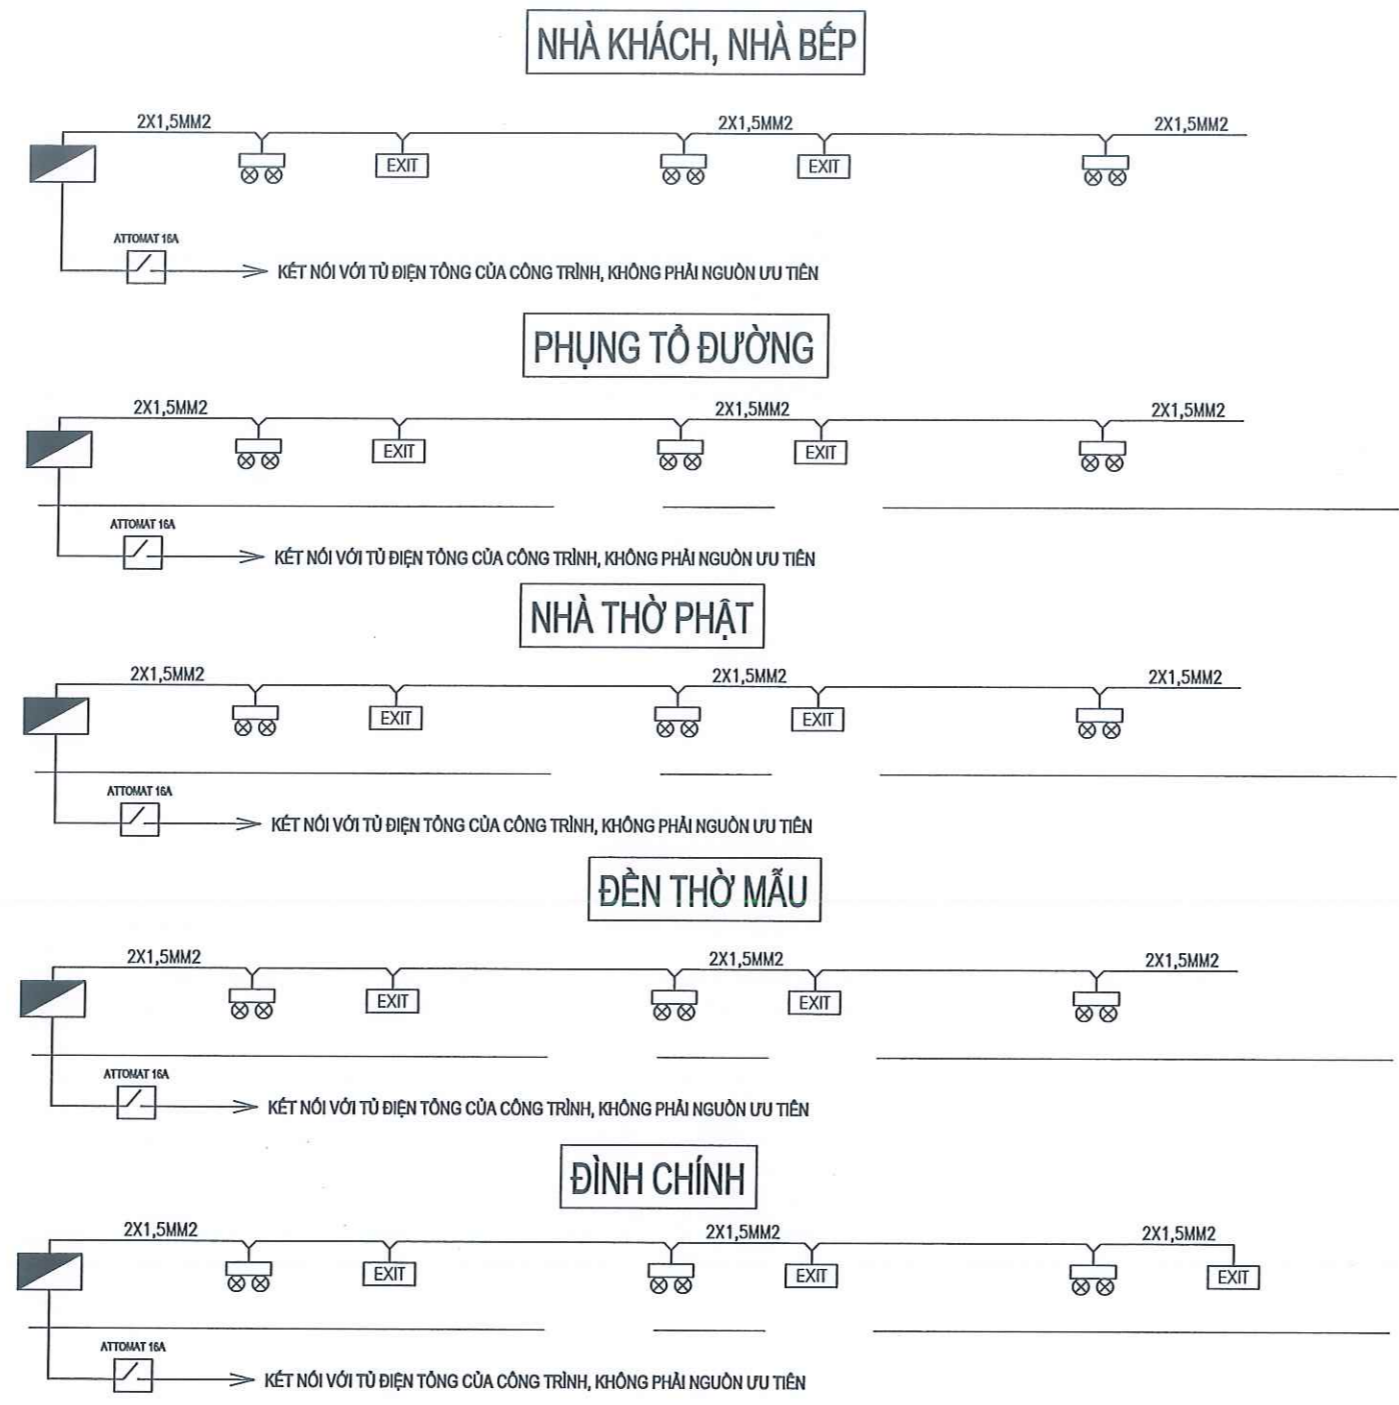 NHÀ KHÁCH, NHÀ BẾP
2X1,5MM2 2X1,5MM2 2X1,5MM2
EXIT EXIT
ATTOMAT 16A
KẾT NỐI VỚI TỦ ĐIỆN TỔNG CỦA CÔNG TRÌNH, KHÔNG PHẢI NGUỒN ƯU TIÊN
PHỤNG TỔ ĐƯỜNG
2X1,5MM2 2X1,5MM2 2X1,5MM2
EXIT EXIT
ATTOMAT 16A
KẾT NỐI VỚI TỦ ĐIỆN TỔNG CỦA CÔNG TRÌNH, KHÔNG PHẢI NGUỒN ƯU TIÊN
NHÀ THỜ PHẬT
2X1,5MM2 2X1,5MM2 2X1,5MM2
EXIT EXIT
ATTOMAT 16A
KẾT NỐI VỚI TỦ ĐIỆN TỔNG CỦA CÔNG TRÌNH, KHÔNG PHẢI NGUỒN ƯU TIÊN
ĐỀN THỜ MẪU
2X1,5MM2 2X1,5MM2 2X1,5MM2
EXIT EXIT
ATTOMAT 16A
KẾT NỐI VỚI TỦ ĐIỆN TỔNG CỦA CÔNG TRÌNH, KHÔNG PHẢI NGUỒN ƯU TIÊN
ĐÌNH CHÍNH
2X1,5MM2 2X1,5MM2 2X1,5MM2
EXIT EXIT EXIT
ATTOMAT 16A
KẾT NỐI VỚI TỦ ĐIỆN TỔNG CỦA CÔNG TRÌNH, KHÔNG PHẢI NGUỒN ƯU TIÊN